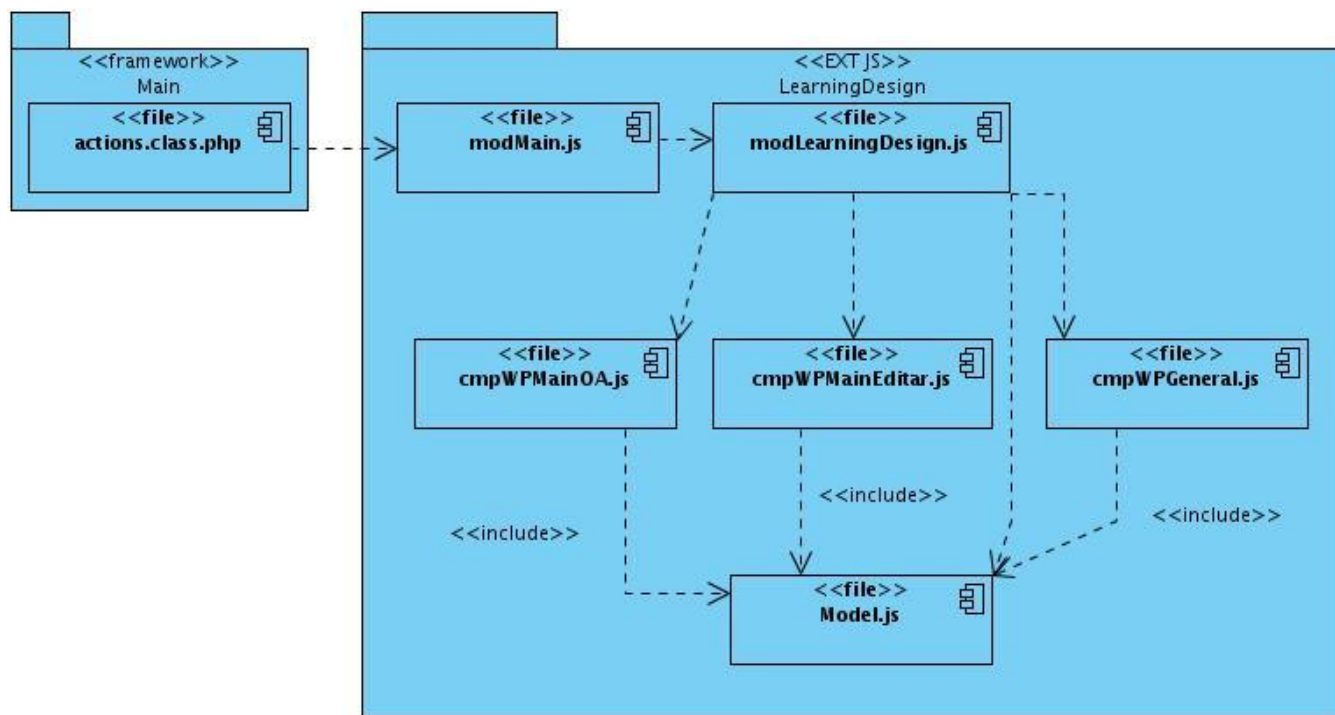 <<framework>>
Main
<<file>>
actions.class.php
<<EXT JS>>
LearningDesign
<<file>>
modMain.js
<<file>>
modLearningDesign.js
<<file>>
cmpWPMainOA.js
<<file>>
cmpWPMainEditar.js
<<file>>
cmpWPGeneral.js
<<include>>
<<include>>
<<include>>
<<file>>
Model.js